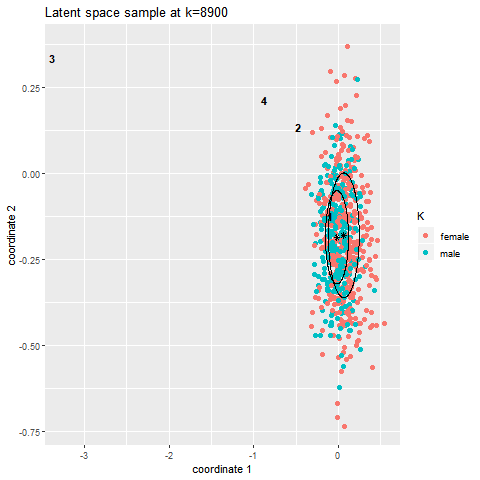 Latent space sample at k=8900
3
4
2
0.25
0.00
-0.25
-0.50
-0.75
coordinate 2
-3
-2
-1
0
coordinate 1
K
female
male